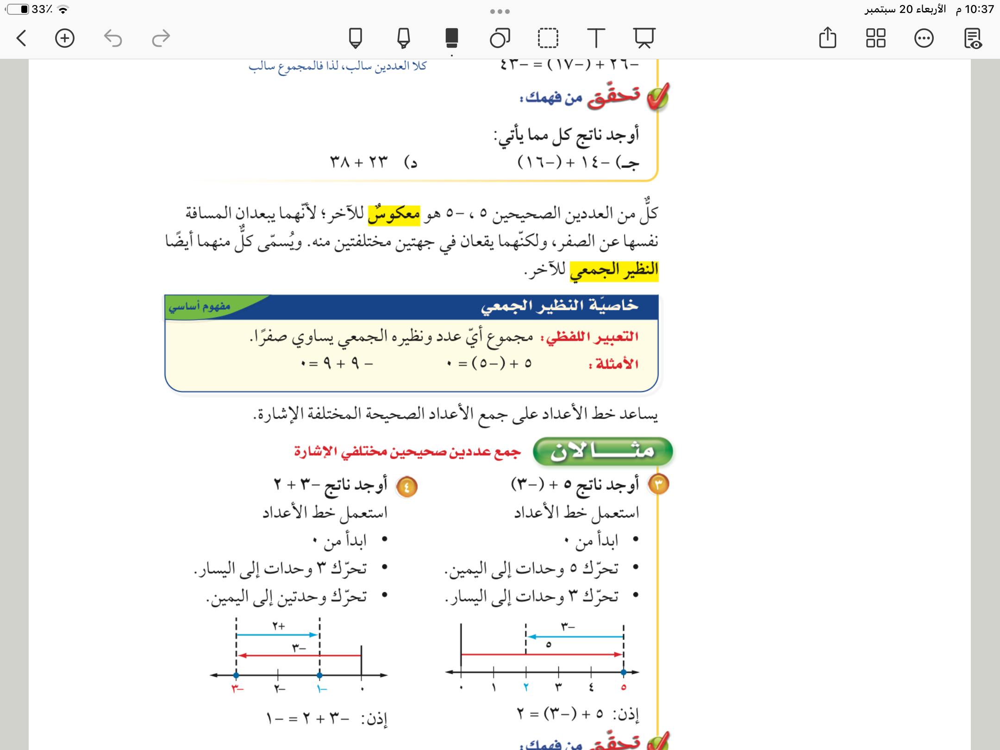 10:37 م الأربعاء 20 سبتمبر
33٪
−٢٦ + (−١٧) = −٤٣ كلا العددين سالب، لذا فالمجموع سالب
تحقَّق من فهمك:
أوجد ناتج كل مما يأتي:
جـ) −١٤ + (−١٦) د) ٢٣ + ٣٨
كلٌّ من العددين الصحيحين ٥ ، −٥ هو معكوسٌ للآخر؛ لأنّهما يبعدان المسافة
نفسها عن الصفر، ولكنّهما يقعان في جهتين مختلفتين منه. ويُسمّى كلٌّ منهما أيضًا
النظير الجمعي للآخر.
خاصيّة النظير الجمعي
مفهوم أساسي
التعبير اللفظي: مجموع أيّ عدد ونظيره الجمعي يساوي صفرًا.
الأمثلة: ٥ + (−٥) = ٠ − ٩ + ٩ = ٠
يساعد خط الأعداد على جمع الأعداد الصحيحة المختلفة الإشارة.
مثـــالان جمع عددين صحيحين مختلفي الإشارة
٣ أوجد ناتج ٥ + (−٣)
استعمل خط الأعداد
• ابدأ من ٠
• تحرّك ٥ وحدات إلى اليمين.
• تحرّك ٣ وحدات إلى اليسار.
−٣
٥
٠ ١ ٢ ٣ ٤ ٥
إذن: ٥ + (−٣) = ٢
٤ أوجد ناتج −٣ + ٢
استعمل خط الأعداد
• ابدأ من ٠
• تحرّك ٣ وحدات إلى اليسار.
• تحرّك وحدتين إلى اليمين.
+٢
−٣
−٣ −٢ −١ ٠
إذن: −٣ + ٢ = −١
تحقَّق من فهمك: